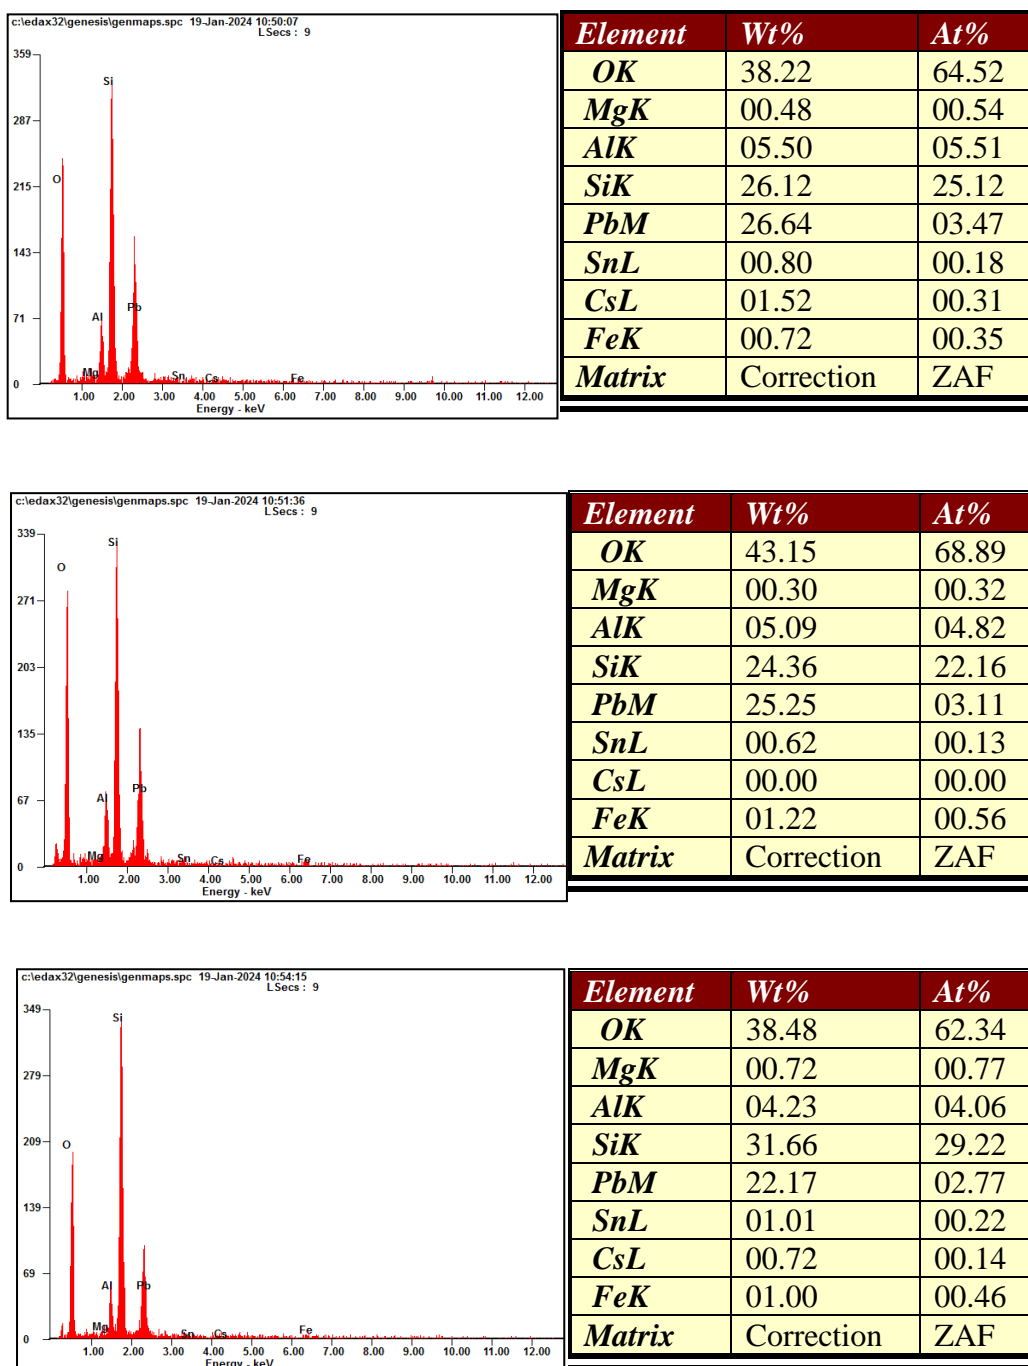 c:\edax32\genesis\genmaps.spc 19-Jan-2024 10:50:07
LSecs : 9
359
287
215
143
71
0
O
Si
Al
Mg
Pb
Sn
Cs
Fe
1.00 2.00 3.00 4.00 5.00 6.00 7.00 8.00 9.00 10.00 11.00 12.00
Energy - keV
Element Wt% At%
OK 38.22 64.52
MgK 00.48 00.54
AlK 05.50 05.51
SiK 26.12 25.12
PbM 26.64 03.47
SnL 00.80 00.18
CsL 01.52 00.31
FeK 00.72 00.35
Matrix Correction ZAF
c:\edax32\genesis\genmaps.spc 19-Jan-2024 10:51:36
LSecs : 9
339
271
203
135
67
0
O
Si
Al
Mg
Pb
Sn
Cs
Fe
1.00 2.00 3.00 4.00 5.00 6.00 7.00 8.00 9.00 10.00 11.00 12.00
Energy - keV
Element Wt% At%
OK 43.15 68.89
MgK 00.30 00.32
AlK 05.09 04.82
SiK 24.36 22.16
PbM 25.25 03.11
SnL 00.62 00.13
CsL 00.00 00.00
FeK 01.22 00.56
Matrix Correction ZAF
c:\edax32\genesis\genmaps.spc 19-Jan-2024 10:54:15
LSecs : 9
349
279
209
139
69
0
O
Si
Al
Mg
Pb
Sn
Cs
Fe
1.00 2.00 3.00 4.00 5.00 6.00 7.00 8.00 9.00 10.00 11.00 12.00
Energy - keV
Element Wt% At%
OK 38.48 62.34
MgK 00.72 00.77
AlK 04.23 04.06
SiK 31.66 29.22
PbM 22.17 02.77
SnL 01.01 00.22
CsL 00.72 00.14
FeK 01.00 00.46
Matrix Correction ZAF